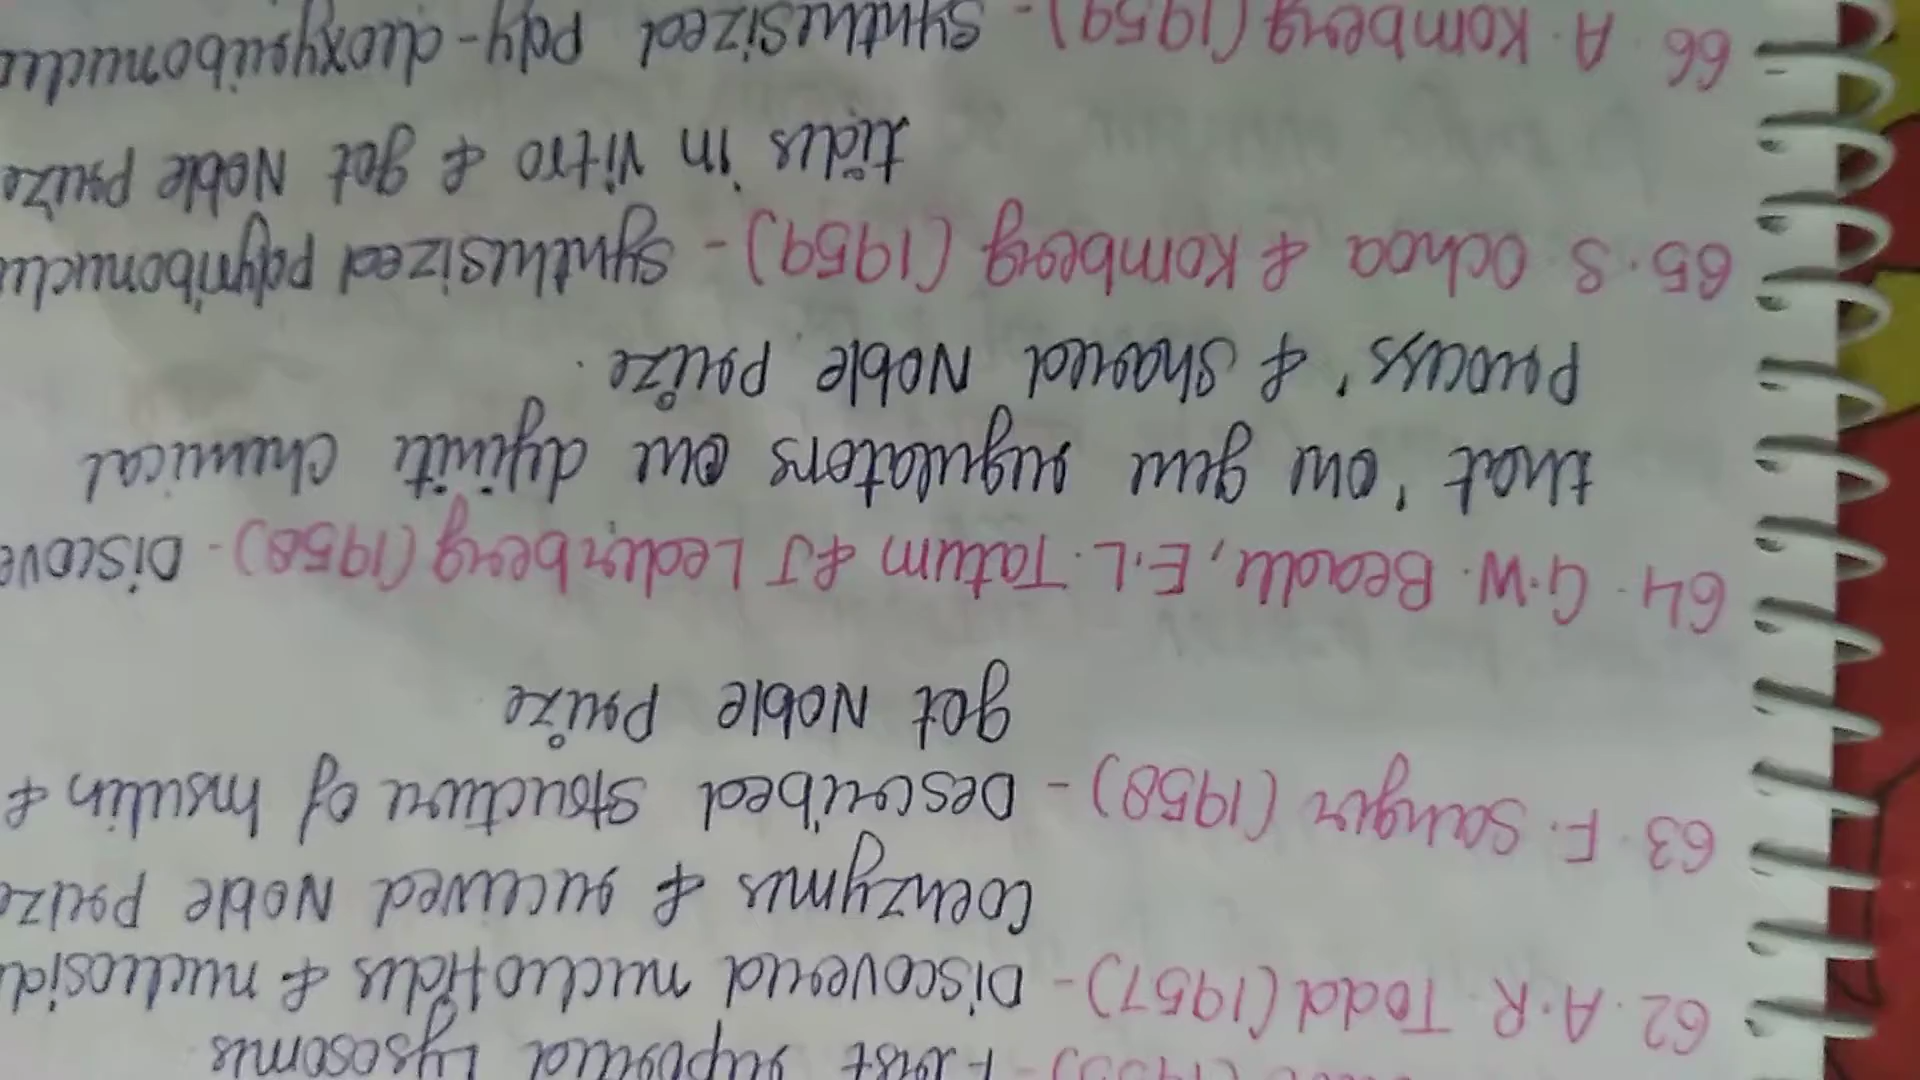 First reported Lysosomes
62. A.R. Todd (1957) - Discovered nucleotides & nucleosid
Coenzymes & received Noble Prize
63. F. Sanger (1958) - Described structure of Insulin &
got Noble Prize
64. G.W. Beadle, E.L. Tatum & J Lederberg (1958) - Discove
that 'one gene regulators one definite chemical
Process' & shared Noble Prize.
65. S. Ochoa & Kornberg (1959) - synthesized polyribonucle
tides in vitro & got Noble Prize
66. A. Kornberg (1959) - synthesized Poly-deoxyribonucle